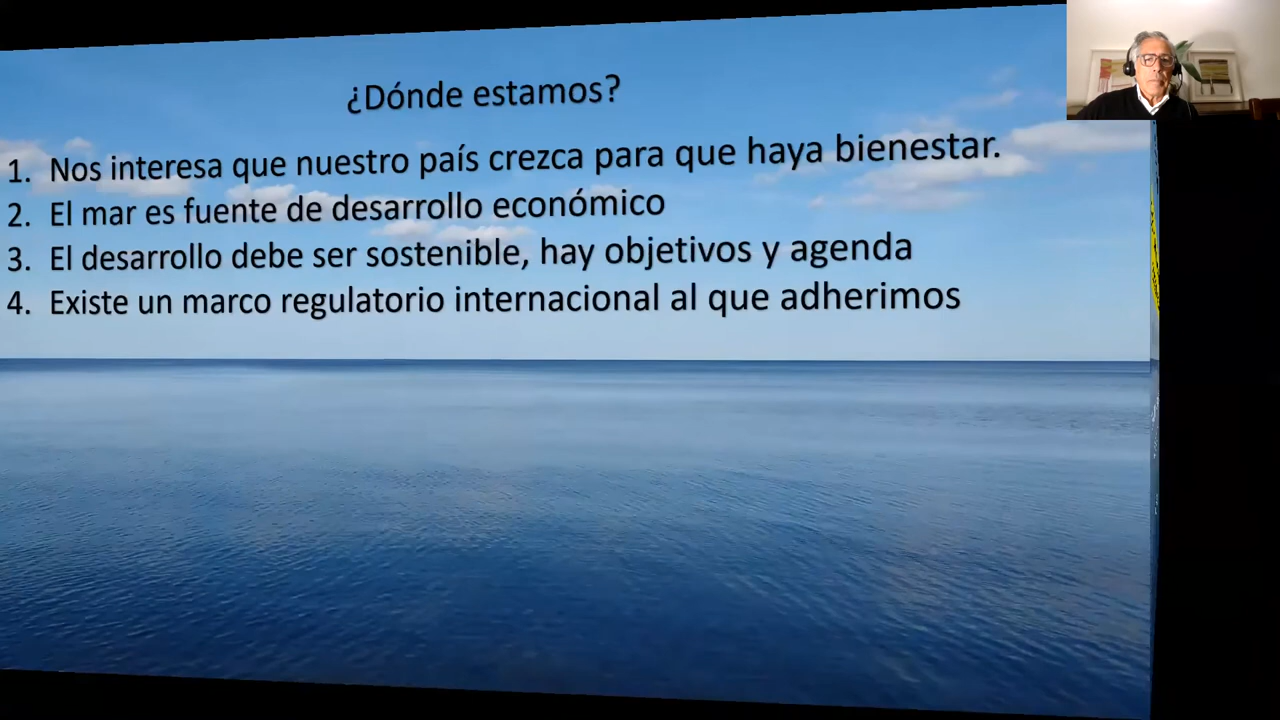 ¿Dónde estamos?
1. Nos interesa que nuestro país crezca para que haya bienestar.
2. El mar es fuente de desarrollo económico
3. El desarrollo debe ser sostenible, hay objetivos y agenda
4. Existe un marco regulatorio internacional al que adherimos